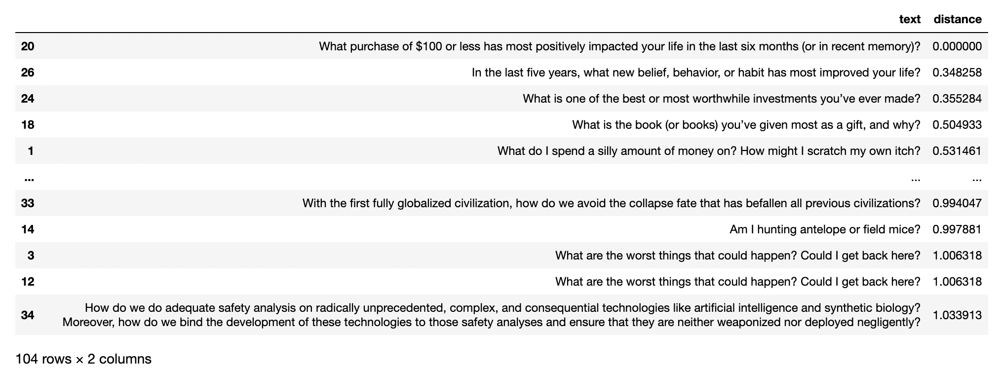 text distance
20 What purchase of $100 or less has most positively impacted your life in the last six months (or in recent memory)? 0.000000
26 In the last five years, what new belief, behavior, or habit has most improved your life? 0.348258
24 What is one of the best or most worthwhile investments you’ve ever made? 0.355284
18 What is the book (or books) you’ve given most as a gift, and why? 0.504933
1 What do I spend a silly amount of money on? How might I scratch my own itch? 0.531461
... ... ...
33 With the first fully globalized civilization, how do we avoid the collapse fate that has befallen all previous civilizations? 0.994047
14 Am I hunting antelope or field mice? 0.997881
3 What are the worst things that could happen? Could I get back here? 1.006318
12 What are the worst things that could happen? Could I get back here? 1.006318
34 How do we do adequate safety analysis on radically unprecedented, complex, and consequential technologies like artificial intelligence and synthetic biology?
Moreover, how do we bind the development of these technologies to those safety analyses and ensure that they are neither weaponized nor deployed negligently? 1.033913
104 rows × 2 columns